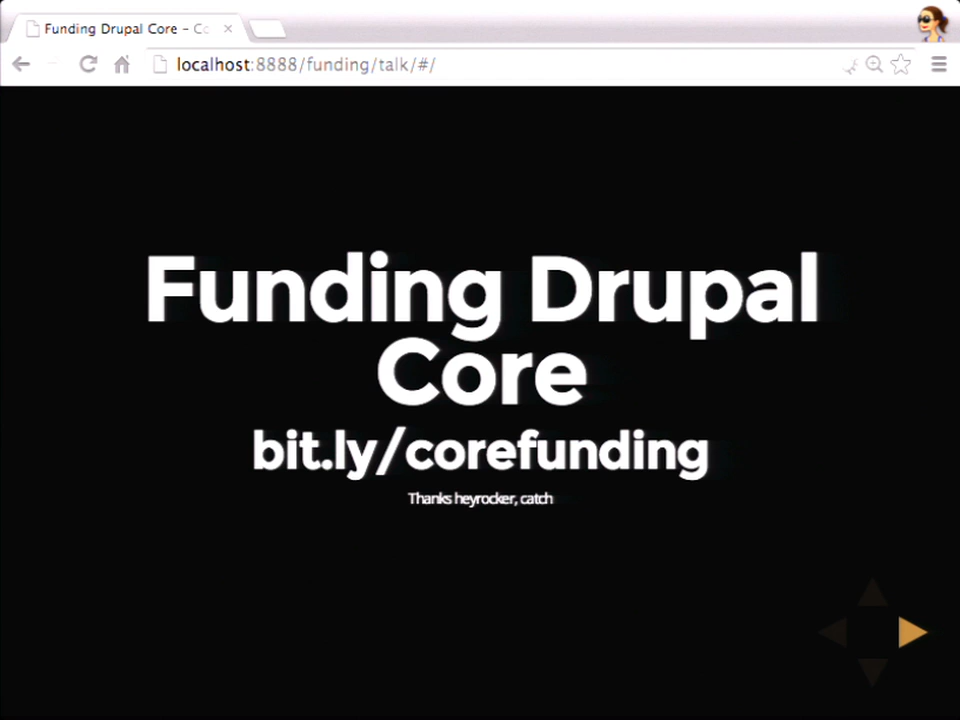 Funding Drupal Core - Co
localhost:8888/funding/talk/#/
Funding Drupal
Core
bit.ly/corefunding
Thanks heyrocker, catch